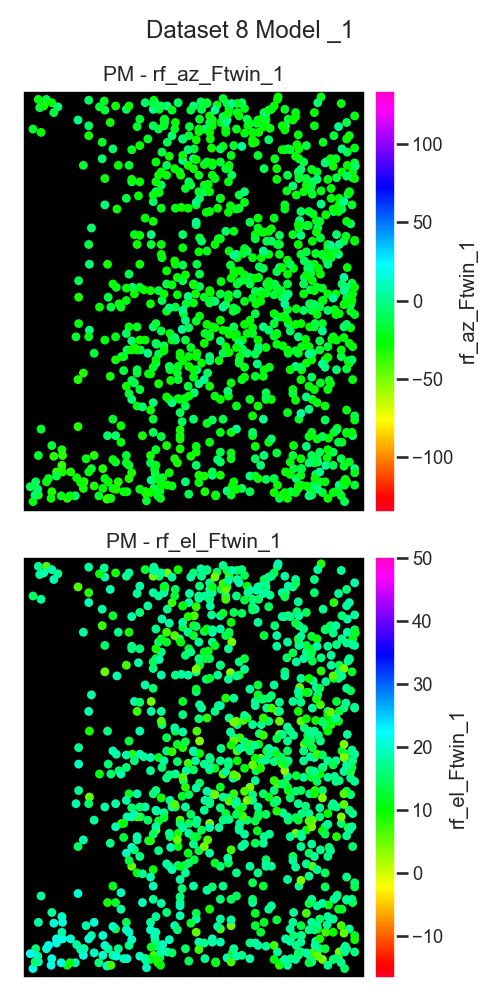 Dataset 8 Model _1
PM - rf_az_Ftwin_1
100
50
0
−50
−100
rf_az_Ftwin_1
PM - rf_el_Ftwin_1
50
40
30
20
10
0
−10
rf_el_Ftwin_1